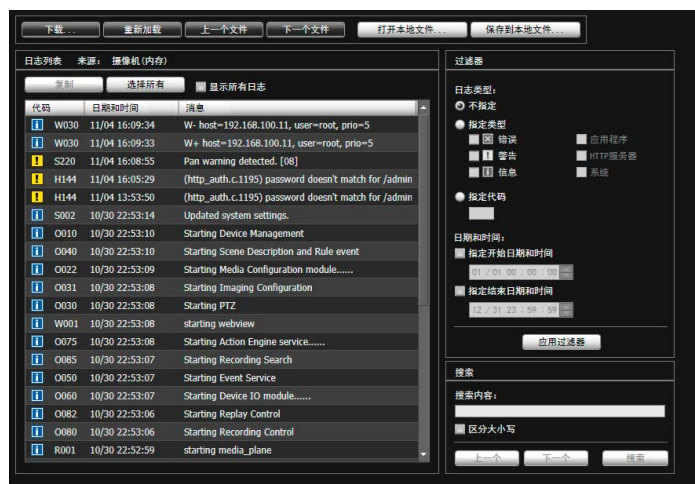 下载... 重新加载 上一个文件 下一个文件 打开本地文件... 保存到本地文件...
日志列表 来源: 摄像机(内存)
复制 选择所有 显示所有日志
代码 日期和时间 消息
W030 11/04 16:09:34 W- host=192.168.100.11, user=root, prio=5
W030 11/04 16:09:33 W+ host=192.168.100.11, user=root, prio=5
S220 11/04 16:08:55 Pan warning detected. [08]
H144 11/04 16:05:29 (http_auth.c.1195) password doesn't match for /admin
H144 11/04 13:53:50 (http_auth.c.1195) password doesn't match for /admin
S002 10/30 22:53:14 Updated system settings.
O010 10/30 22:53:10 Starting Device Management
O040 10/30 22:53:10 Starting Scene Description and Rule event
O022 10/30 22:53:09 Starting Media Configuration module......
O031 10/30 22:53:08 Starting Imaging Configuration
O030 10/30 22:53:08 Starting PTZ
W001 10/30 22:53:08 starting webview
O075 10/30 22:53:08 Starting Action Engine service......
O085 10/30 22:53:07 Starting Recording Search
O050 10/30 22:53:07 Starting Event Service
O060 10/30 22:53:07 Starting Device IO module......
O082 10/30 22:53:06 Starting Replay Control
O080 10/30 22:53:06 Starting Recording Control
R001 10/30 22:52:59 starting media_plane
过滤器
日志类型:
不指定
指定类型
错误 应用程序
警告 HTTP服务器
信息 系统
指定代码
日期和时间:
指定开始日期和时间
01 / 01 00 : 00 : 00
指定结束日期和时间
12 / 31 23 : 59 : 59
应用过滤器
搜索
搜索内容:
区分大小写
上一个 下一个 搜索